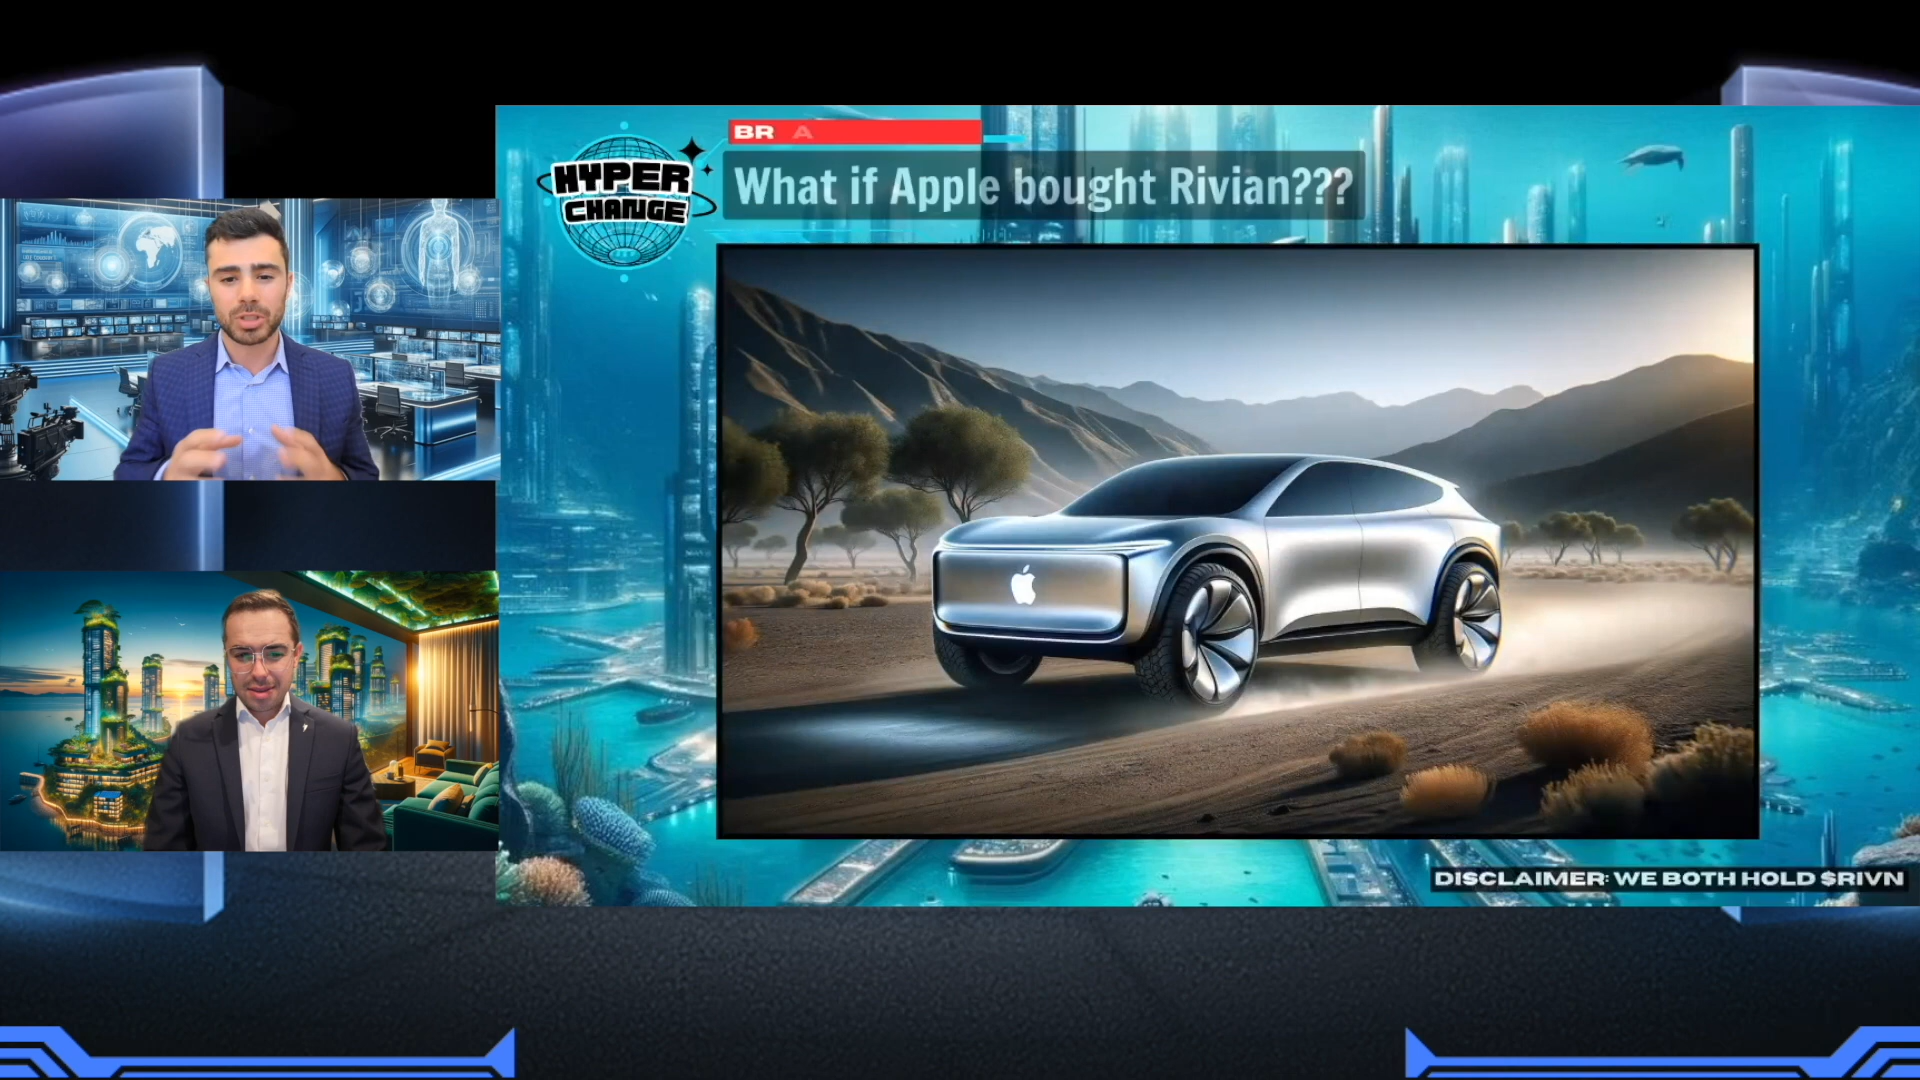 HYPER
CHANGE
BR A
What if Apple bought Rivian???
DISCLAIMER: WE BOTH HOLD $RIVN